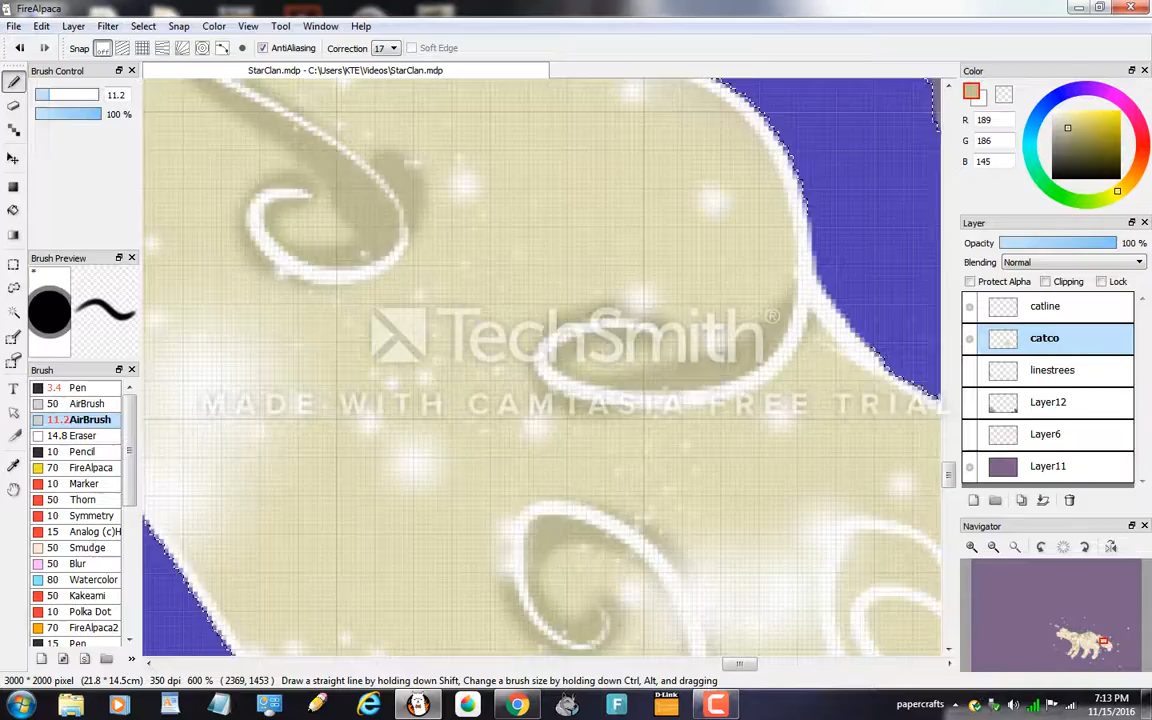 FireAlpaca
File Edit Layer Filter Select Snap Color View Tool Window Help
Snap off AntiAliasing Correction 17 Soft Edge
Brush Control
StarClan.mdp - C:\Users\KTE\Videos\StarClan.mdp
11.2
100 %
Brush Preview
*
Brush
3.4 Pen
50 AirBrush
11.2 AirBrush
14.8 Eraser
10 Pencil
70 FireAlpaca
10 Marker
50 Thorn
10 Symmetry
15 Analog (c)H
50 Smudge
50 Blur
80 Watercolor
50 Kakeami
10 Polka Dot
70 FireAlpaca2
15 Pen
TechSmith®
MADE WITH CAMTASIA FREE TRIAL
Color
R 189
G 186
B 145
Layer
Opacity 100 %
Blending Normal
Protect Alpha Clipping Lock
catline
catco
linestrees
Layer12
Layer6
Layer11
Navigator
3000 * 2000 pixel (21.8 * 14.5cm) 350 dpi 600 % (2369, 1453) Draw a straight line by holding down Shift, Change a brush size by holding down Ctrl, Alt, and dragging
D-Link
papercrafts
7:13 PM
11/15/2016